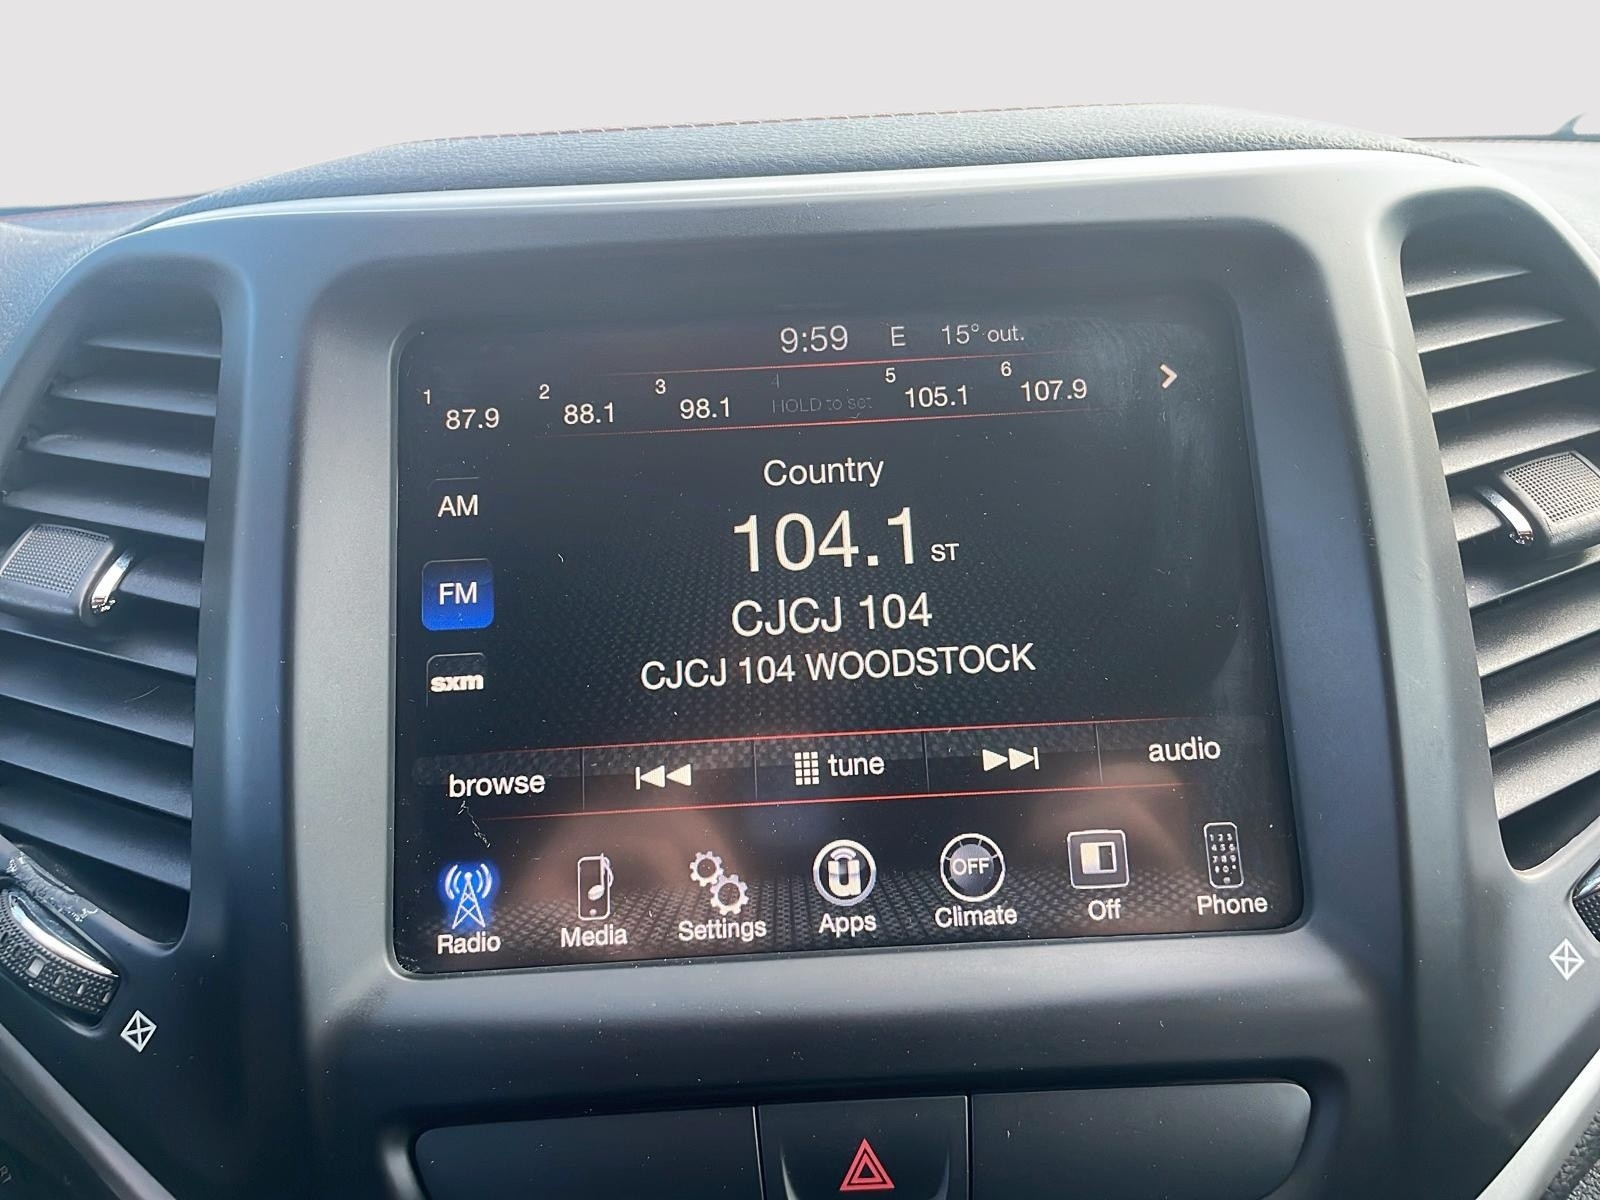 9:59 E 15° out.
1 87.9 2 88.1 3 98.1 4 HOLD to set 5 105.1 6 107.9
Country
AM
104.1 ST
FM
CJCJ 104
CJCJ 104 WOODSTOCK
sxm
browse tune audio
OFF
Radio Media Settings Apps Climate Off Phone